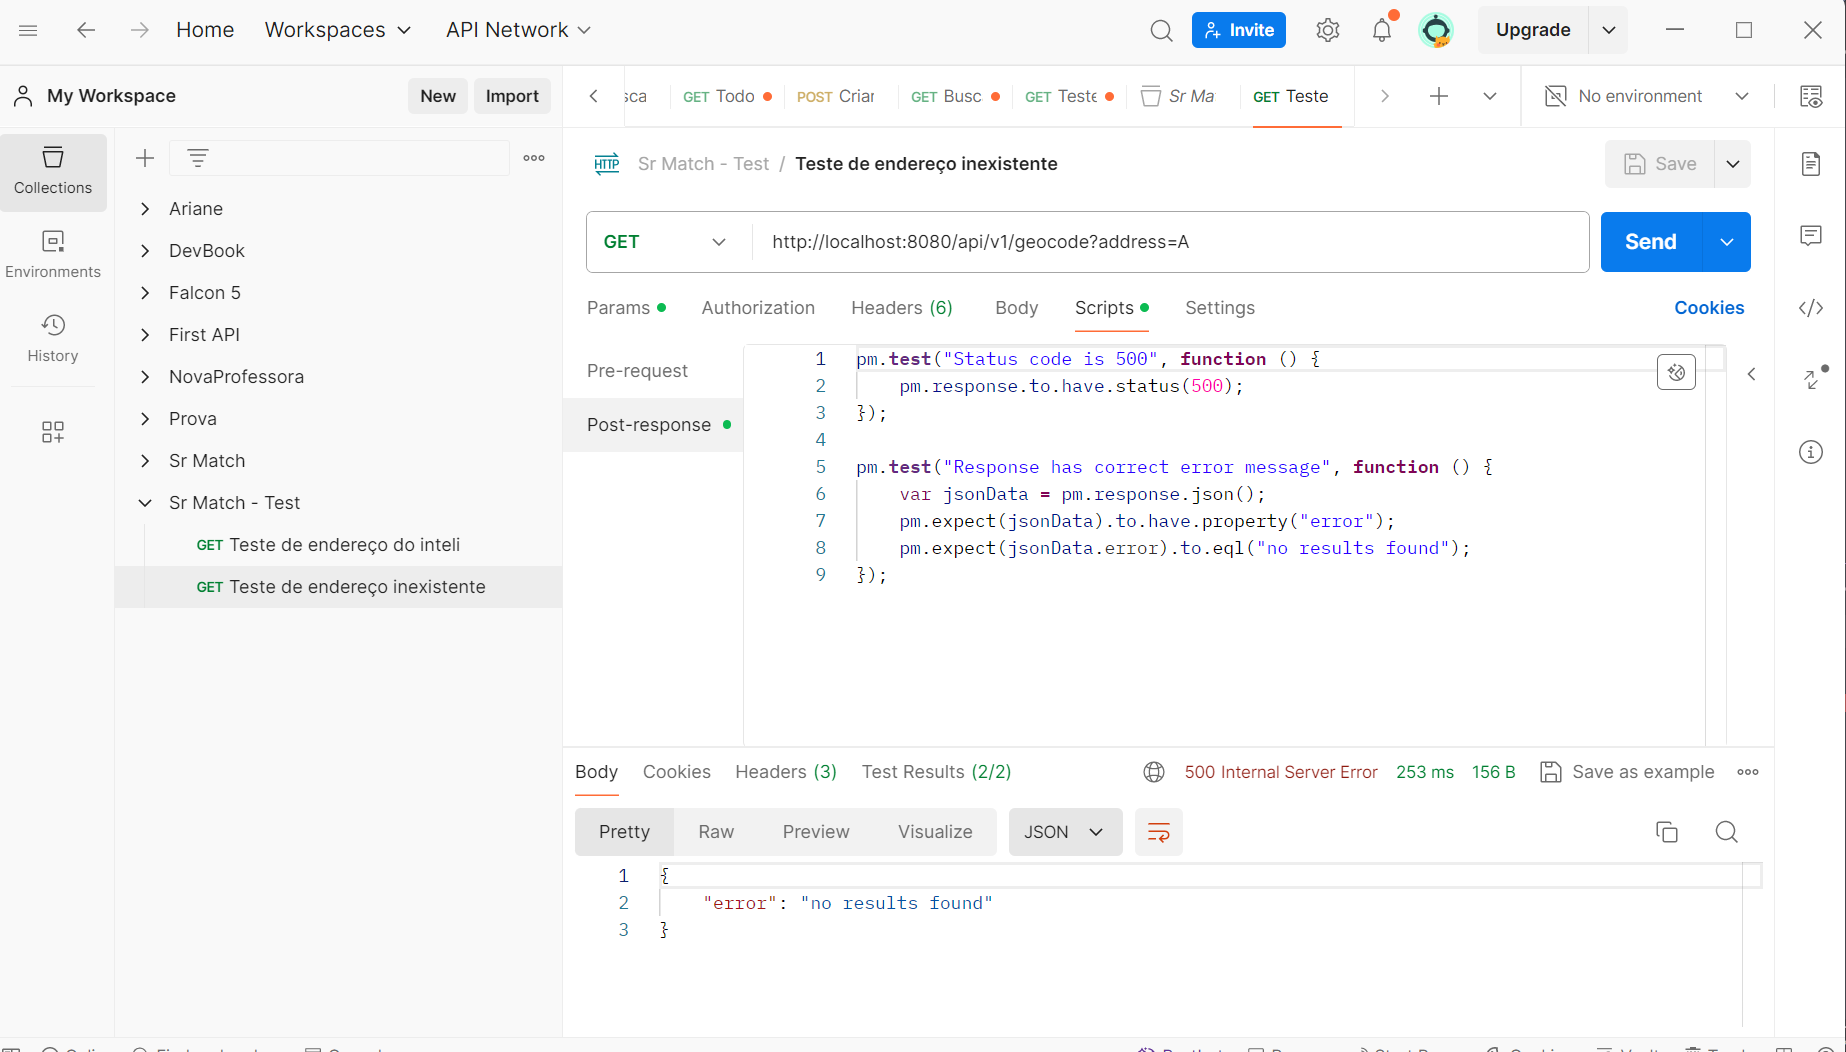 Home Workspaces API Network Invite Upgrade
My Workspace New Import
GET Todo POST Criar GET Busc GET Teste Sr Ma GET Teste No environment
Collections
Environments
History
Ariane
DevBook
Falcon 5
First API
NovaProfessora
Prova
Sr Match
Sr Match - Test
GET Teste de endereço do inteli
GET Teste de endereço inexistente
HTTP Sr Match - Test / Teste de endereço inexistente Save
GET http://localhost:8080/api/v1/geocode?address=A Send
Params Authorization Headers (6) Body Scripts Settings Cookies
Pre-request
Post-response
1 pm.test("Status code is 500", function () {
2 pm.response.to.have.status(500);
3 });
4
5 pm.test("Response has correct error message", function () {
6 var jsonData = pm.response.json();
7 pm.expect(jsonData).to.have.property("error");
8 pm.expect(jsonData.error).to.eql("no results found");
9 });
Body Cookies Headers (3) Test Results (2/2) 500 Internal Server Error 253 ms 156 B Save as example
Pretty Raw Preview Visualize JSON
1 {
2 "error": "no results found"
3 }